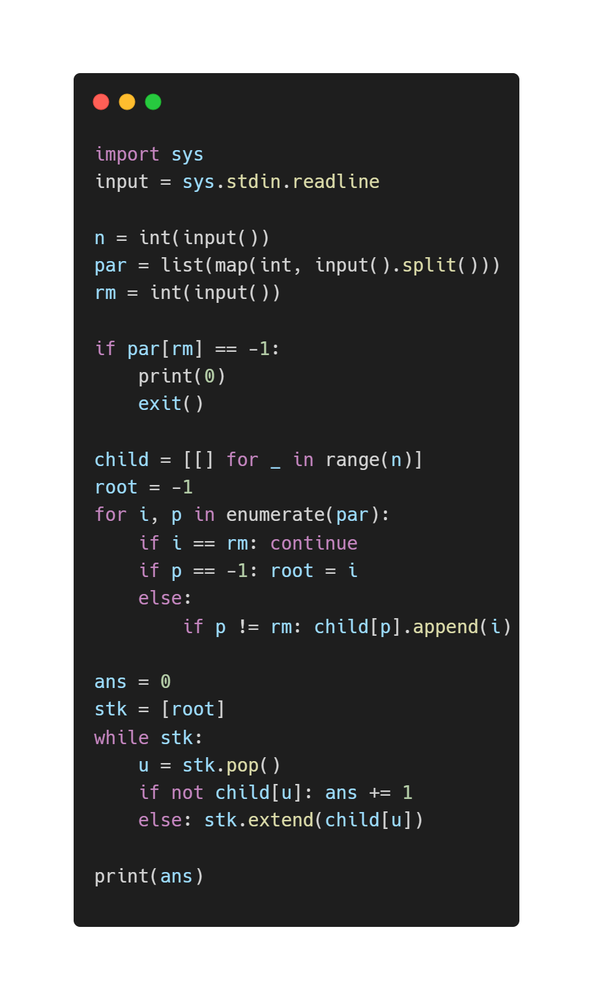 import sys
input = sys.stdin.readline

n = int(input())
par = list(map(int, input().split()))
rm = int(input())

if par[rm] == -1:
    print(0)
    exit()

child = [[] for _ in range(n)]
root = -1
for i, p in enumerate(par):
    if i == rm: continue
    if p == -1: root = i
    else:
        if p != rm: child[p].append(i)

ans = 0
stk = [root]
while stk:
    u = stk.pop()
    if not child[u]: ans += 1
    else: stk.extend(child[u])

print(ans)